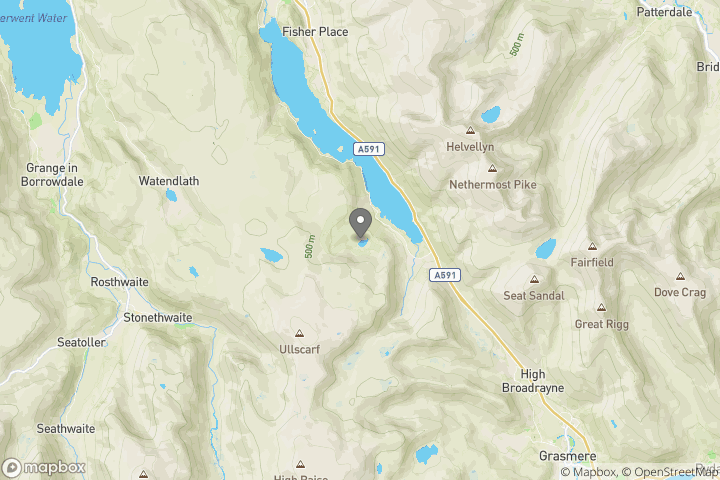 Patterdale
erwent Water
Fisher Place
500 m
Brid
A591
Helvellyn
Grange in
Borrowdale
Watendlath
Nethermost Pike
500 m
Fairfield
A591
Rosthwaite
Seat Sandal
Dove Crag
Stonethwaite
Great Rigg
Seatoller
Ullscarf
High
Broadrayne
Seathwaite
Grasmere
High Raise
mapbox
© Mapbox, © OpenStreetMap